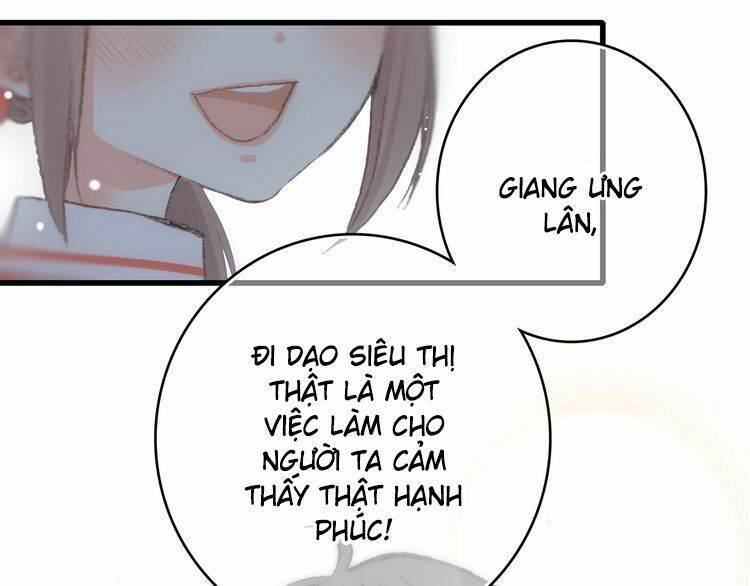 GIANG ƯNG
LÂN,
ĐI DẠO SIÊU THỊ
THẬT LÀ MỘT
VIỆC LÀM CHO
NGƯỜI TA CẢM
THẤY THẬT HẠNH
PHÚC!